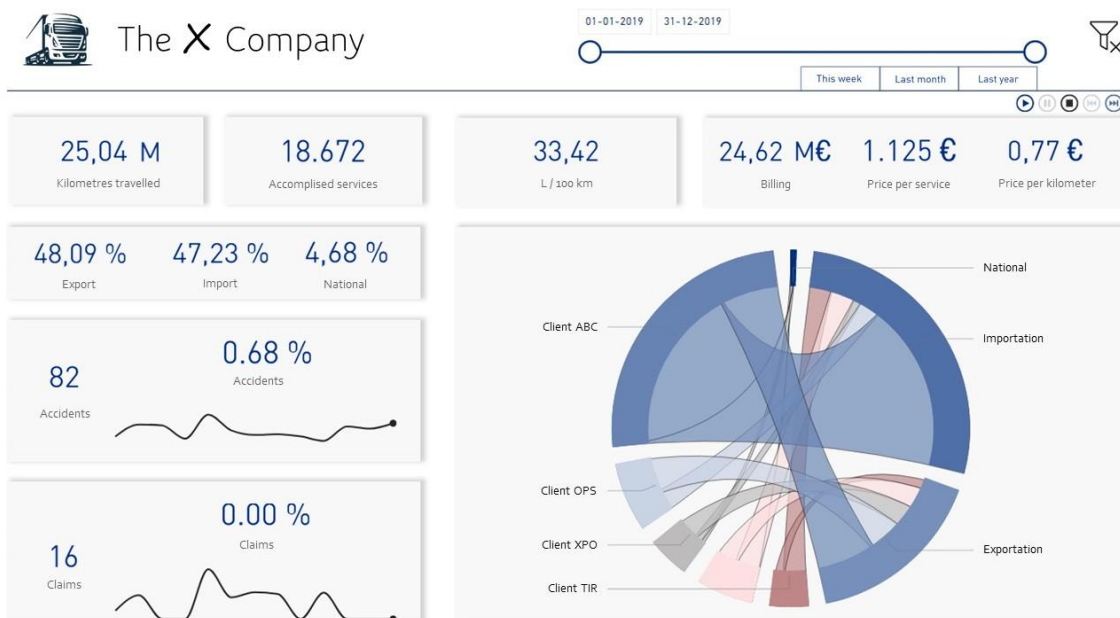 The X Company
01-01-2019
31-12-2019
This week
Last month
Last year
25,04 M
Kilometres travelled
18.672
Accomplised services
33,42
L / 100 km
24,62 M€
Billing
1.125 €
Price per service
0,77 €
Price per kilometer
48,09 %
Export
47,23 %
Import
4,68 %
National
82
Accidents
0.68 %
Accidents
16
Claims
0.00 %
Claims
National
Client ABC
Importation
Client OPS
Client XPO
Exportation
Client TIR